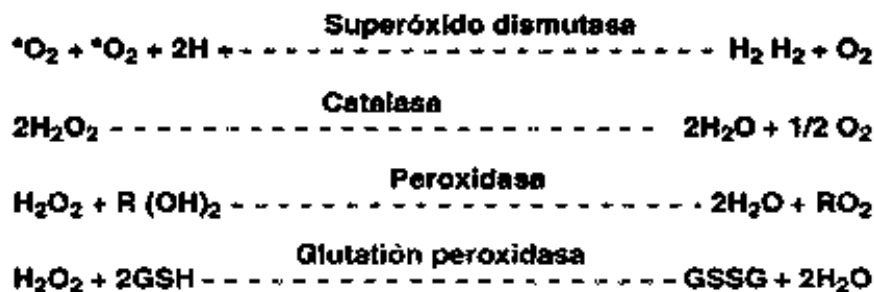 Superóxido dismutasa
•O₂ + •O₂ + 2H + - - - - - - - - - - - - - - - - - - - - H₂ H₂ + O₂
Catalasa
2H₂O₂ - - - - - - - - - - - - - - - - - - - - 2H₂O + 1/2 O₂
Peroxidasa
H₂O₂ + R (OH)₂ - - - - - - - - - - - - - - - - - - - - 2H₂O + RO₂
Glutatiòn peroxidasa
H₂O₂ + 2GSH - - - - - - - - - - - - - - - - - - - - GSSG + 2H₂O